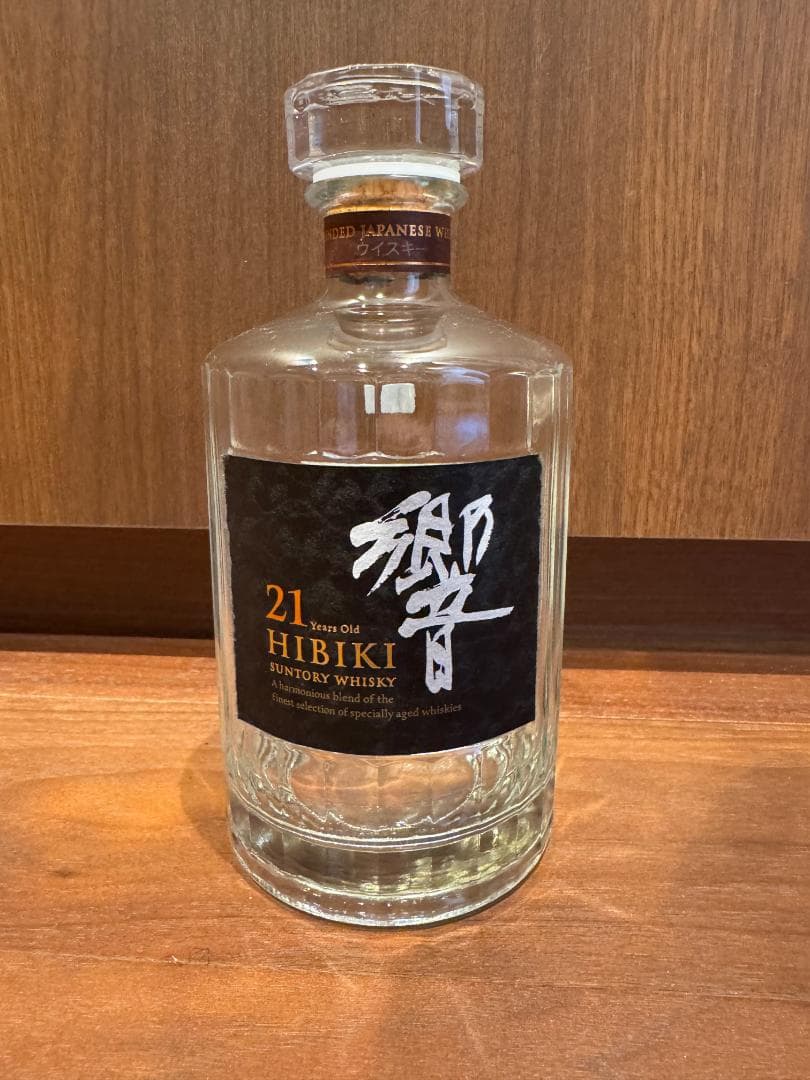 JAPANESE
ウイスキー
響
21 Years Old
HIBIKI
SUNTORY WHISKY
A harmonious blend of the
finest selection of specially aged whiskies